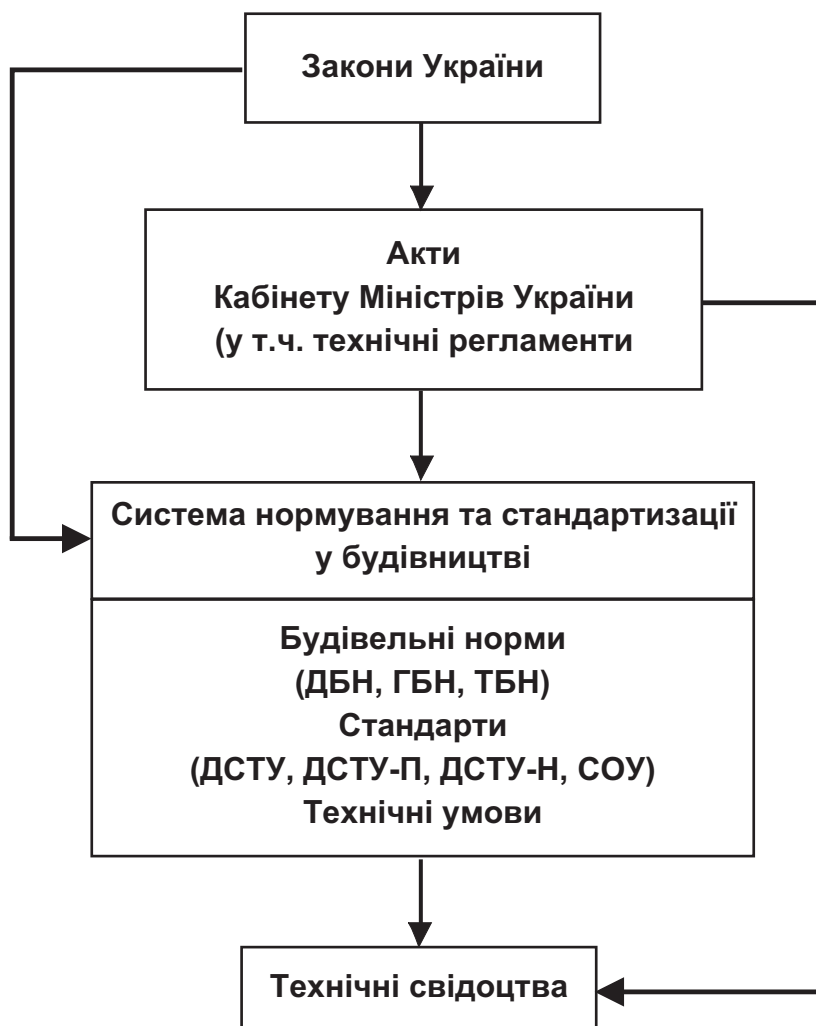 Закони України
Акти
Кабінету Міністрів України
(у т.ч. технічні регламенти
Система нормування та стандартизації
у будівництві
Будівельні норми
(ДБН, ГБН, ТБН)
Стандарти
(ДСТУ, ДСТУ-П, ДСТУ-Н, СОУ)
Технічні умови
Технічні свідоцтва